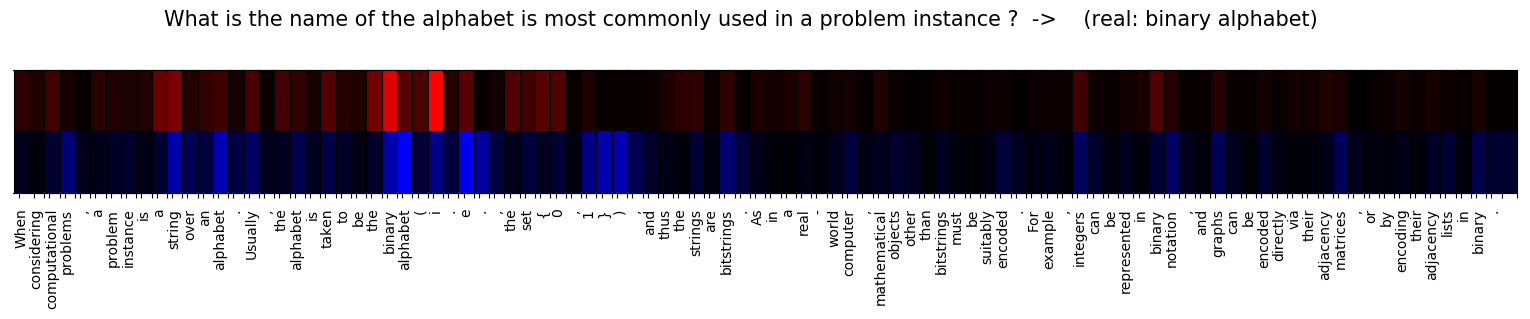 What is the name of the alphabet is most commonly used in a problem instance ? -> (real: binary alphabet)
When considering computational problems , a problem instance is a string over an alphabet . Usually , the alphabet is taken to be the binary alphabet ( i . e . , the set { 0 , 1 } ) , and thus the strings are bitstrings . As in a real - world computer , mathematical objects other than bitstrings must be suitably encoded . For example , integers can be represented in binary notation , and graphs can be encoded directly via their adjacency matrices , or by encoding their adjacency lists in binary .